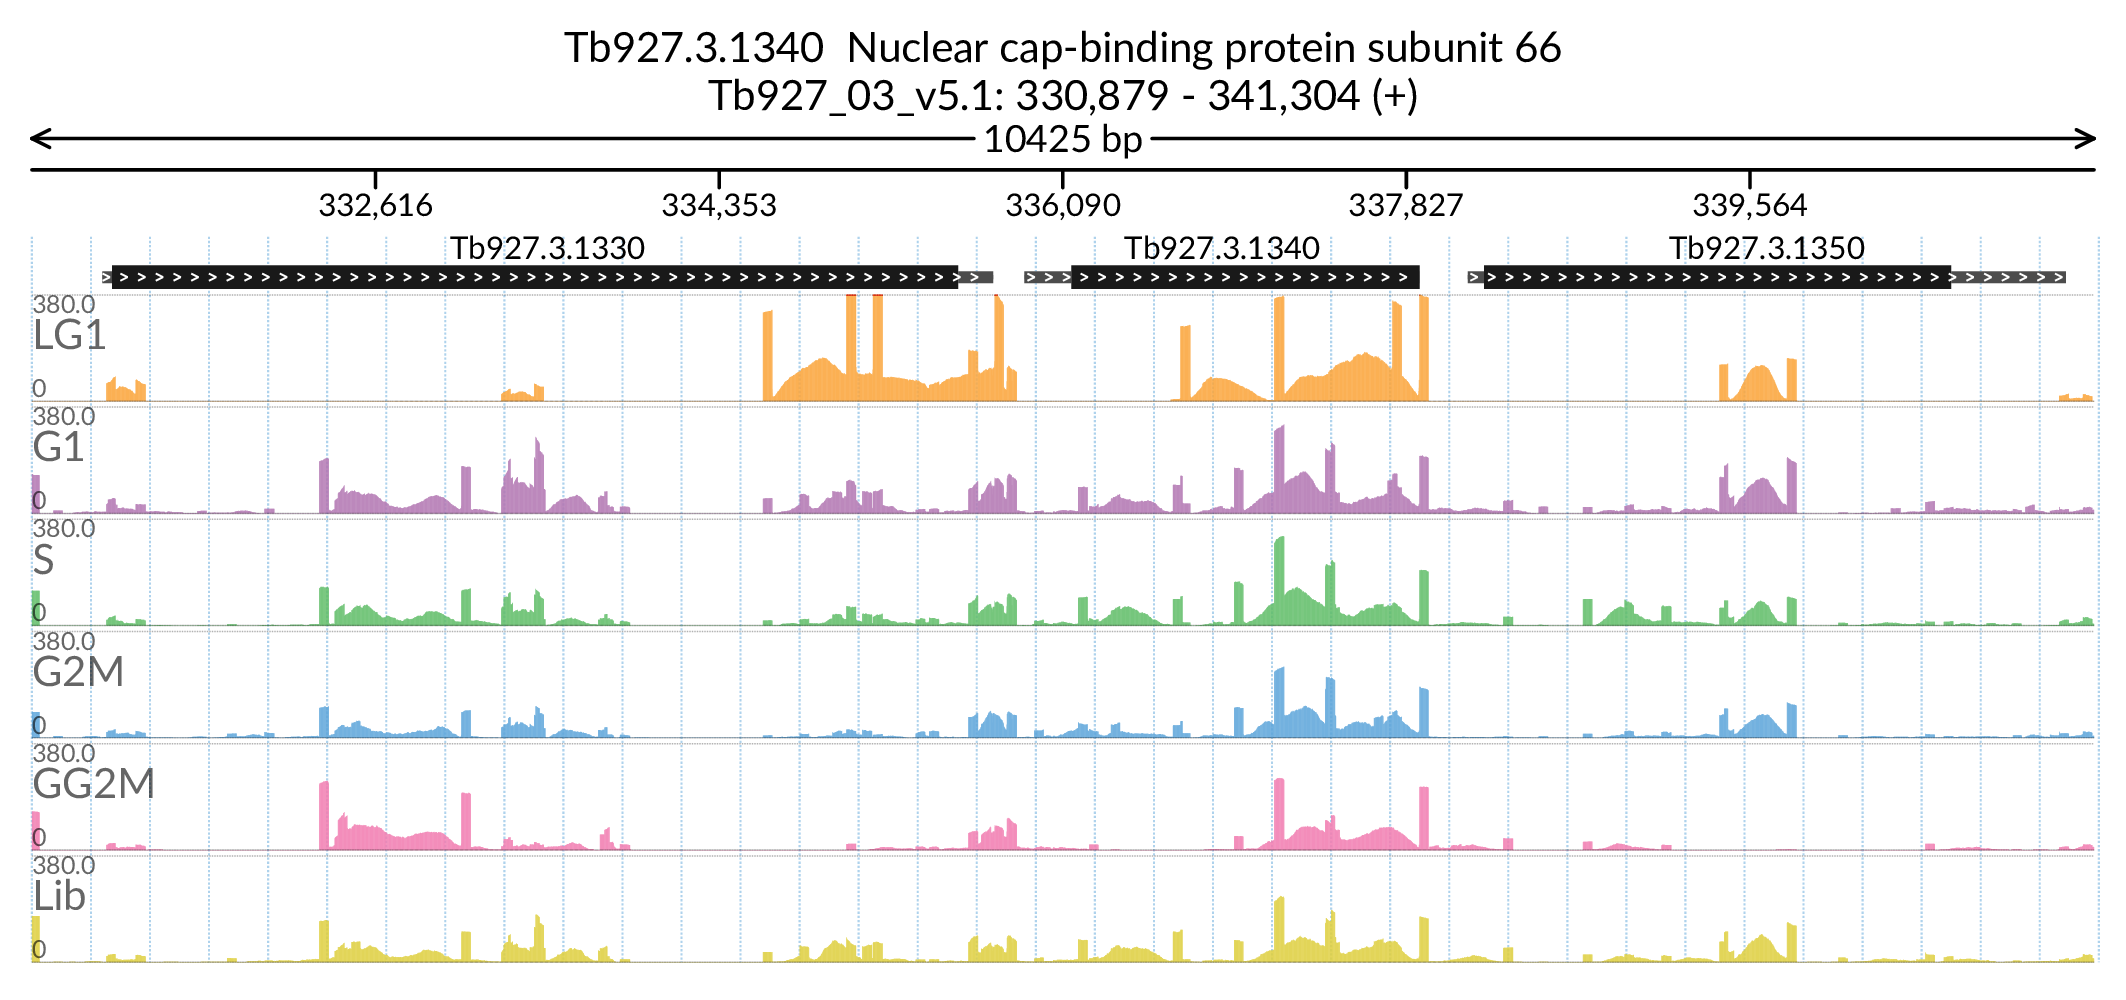 Tb927.3.1340  Nuclear cap-binding protein subunit 66
Tb927_03_v5.1: 330,879 - 341,304 (+)
10425 bp
332,616 334,353 336,090 337,827 339,564
Tb927.3.1330 Tb927.3.1340 Tb927.3.1350
380.0
LG1
0
380.0
G1
0
380.0
S
0
380.0
G2M
0
380.0
GG2M
0
380.0
Lib
0